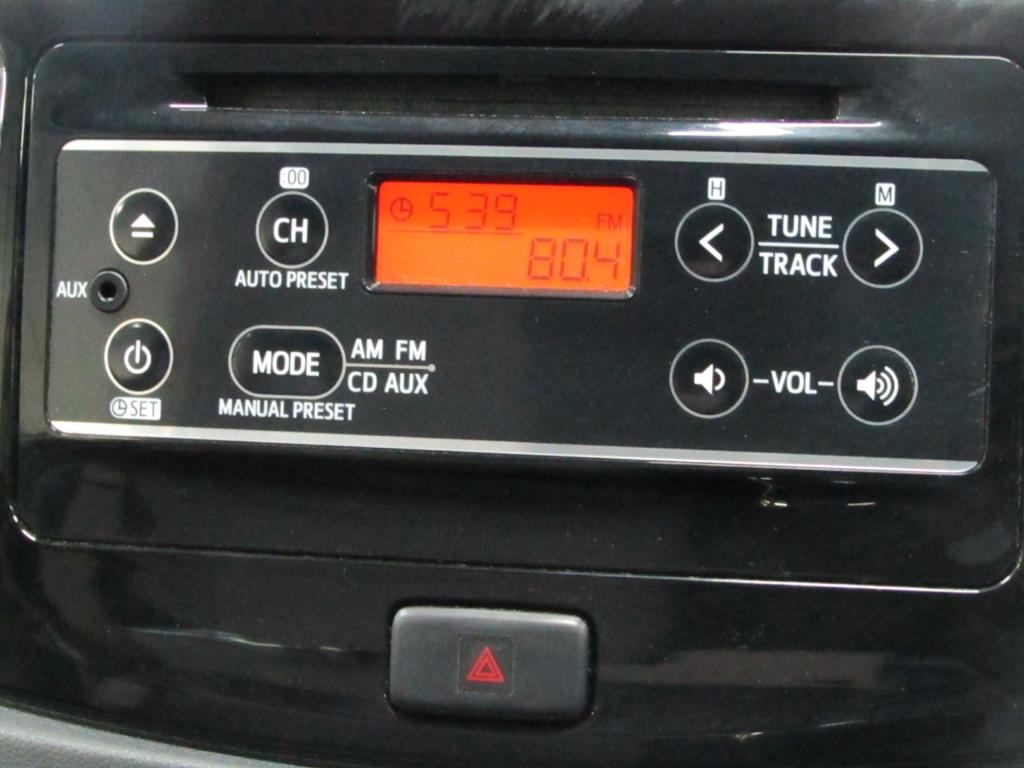 :00
CH
AUTO PRESET
AUX
SET
MODE
AM FM
CD AUX
MANUAL PRESET
5 39
FM
80.4
H
M
TUNE
TRACK
VOL